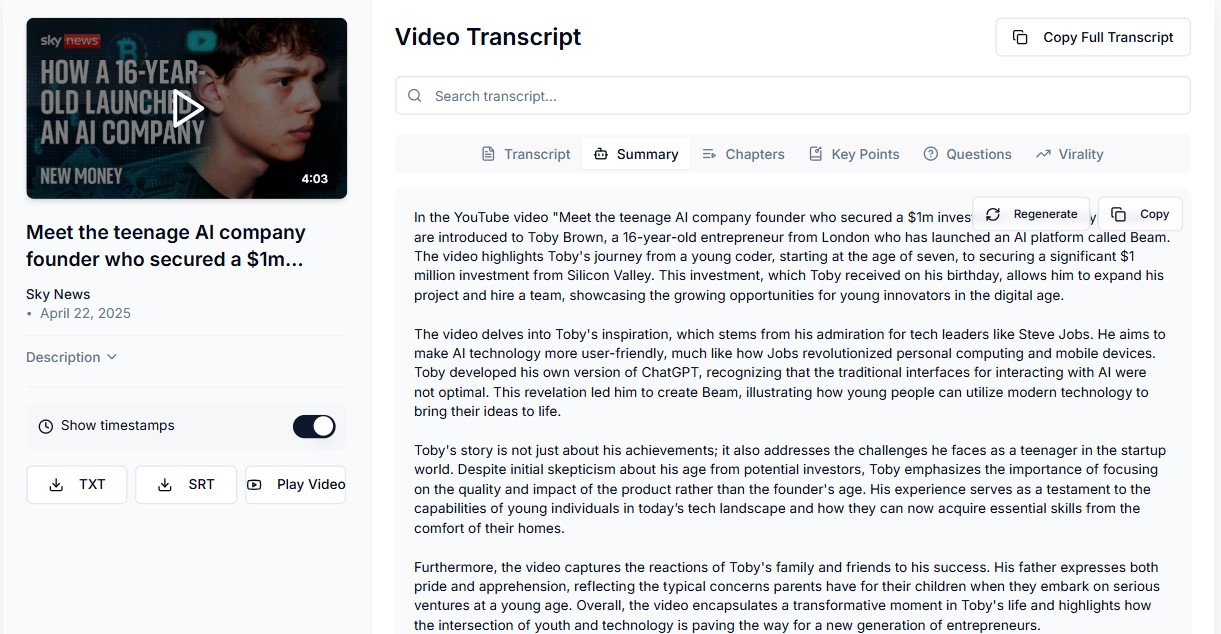 sky news
HOW A 16-YEAR-
OLD LAUNCHED
AN AI COMPANY
NEW MONEY
4:03
Meet the teenage AI company
founder who secured a $1m...
Sky News
• April 22, 2025
Description
Show timestamps
TXT
SRT
Play Video
Video Transcript
Copy Full Transcript
Search transcript...
Transcript
Summary
Chapters
Key Points
Questions
Virality
Regenerate
Copy
In the YouTube video "Meet the teenage AI company founder who secured a $1m
are introduced to Toby Brown, a 16-year-old entrepreneur from London who has launched an AI platform called Beam.
The video highlights Toby's journey from a young coder, starting at the age of seven, to securing a significant $1
million investment from Silicon Valley. This investment, which Toby received on his birthday, allows him to expand his
project and hire a team, showcasing the growing opportunities for young innovators in the digital age.
The video delves into Toby's inspiration, which stems from his admiration for tech leaders like Steve Jobs. He aims to
make AI technology more user-friendly, much like how Jobs revolutionized personal computing and mobile devices.
Toby developed his own version of ChatGPT, recognizing that the traditional interfaces for interacting with AI were
not optimal. This revelation led him to create Beam, illustrating how young people can utilize modern technology to
bring their ideas to life.
Toby's story is not just about his achievements; it also addresses the challenges he faces as a teenager in the startup
world. Despite initial skepticism about his age from potential investors, Toby emphasizes the importance of focusing
on the quality and impact of the product rather than the founder's age. His experience serves as a testament to the
capabilities of young individuals in today’s tech landscape and how they can now acquire essential skills from the
comfort of their homes.
Furthermore, the video captures the reactions of Toby's family and friends to his success. His father expresses both
pride and apprehension, reflecting the typical concerns parents have for their children when they embark on serious
ventures at a young age. Overall, the video encapsulates a transformative moment in Toby's life and highlights how
the intersection of youth and technology is paving the way for a new generation of entrepreneurs.